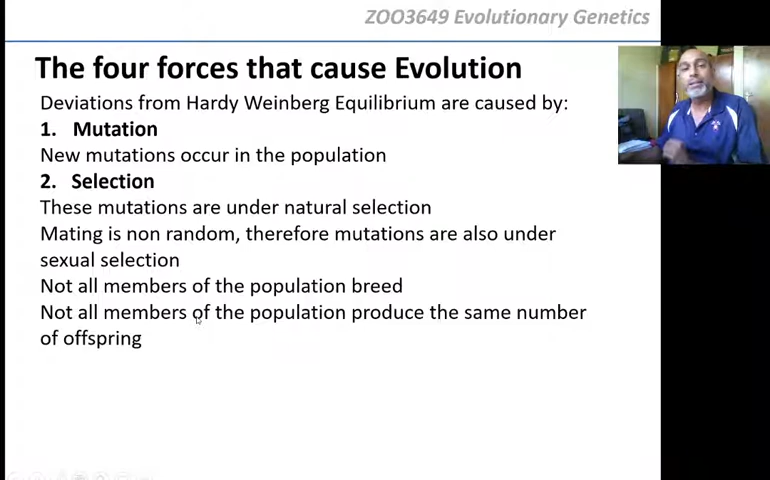 ZOO3649 Evolutionary Genetics
The four forces that cause Evolution
Deviations from Hardy Weinberg Equilibrium are caused by:
1. Mutation
New mutations occur in the population
2. Selection
These mutations are under natural selection
Mating is non random, therefore mutations are also under
sexual selection
Not all members of the population breed
Not all members of the population produce the same number
of offspring